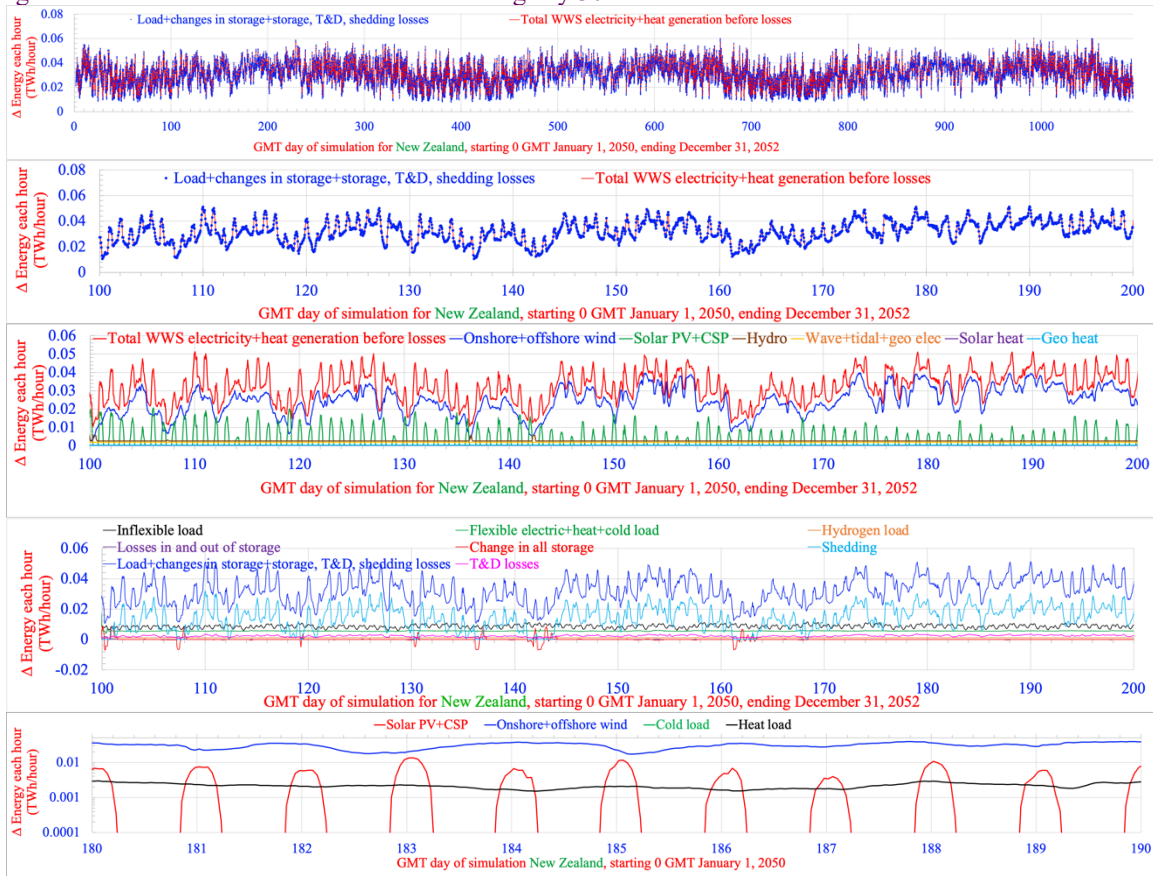 Load+changes in storage+storage, T&D, shedding losses Total WWS electricity+heat generation before losses
Δ Energy each hour
(TWh/hour)
0.08
0.06
0.04
0.02
0
0 100 200 300 400 500 600 700 800 900 1000
GMT day of simulation for New Zealand, starting 0 GMT January 1, 2050, ending December 31, 2052
Load+changes in storage+storage, T&D, shedding losses Total WWS electricity+heat generation before losses
Δ Energy each hour
(TWh/hour)
0.08
0.06
0.04
0.02
0
100 110 120 130 140 150 160 170 180 190 200
GMT day of simulation for New Zealand, starting 0 GMT January 1, 2050, ending December 31, 2052
Total WWS electricity+heat generation before losses Onshore+offshore wind Solar PV+CSP Hydro Wave+tidal+geo elec Solar heat Geo heat
Δ Energy each hour
(TWh/hour)
0.06
0.05
0.04
0.03
0.02
0.01
0
100 110 120 130 140 150 160 170 180 190 200
GMT day of simulation for New Zealand, starting 0 GMT January 1, 2050, ending December 31, 2052
Inflexible load Flexible electric+heat+cold load Hydrogen load
Losses in and out of storage Change in all storage Shedding
Load+changes in storage+storage, T&D, shedding losses T&D losses
Δ Energy each hour
(TWh/hour)
0.06
0.04
0.02
0
-0.02
100 110 120 130 140 150 160 170 180 190 200
GMT day of simulation for New Zealand, starting 0 GMT January 1, 2050, ending December 31, 2052
Solar PV+CSP Onshore+offshore wind Cold load Heat load
Δ Energy each hour
(TWh/hour)
0.01
0.001
0.0001
180 181 182 183 184 185 186 187 188 189 190
GMT day of simulation New Zealand, starting 0 GMT January 1, 2050